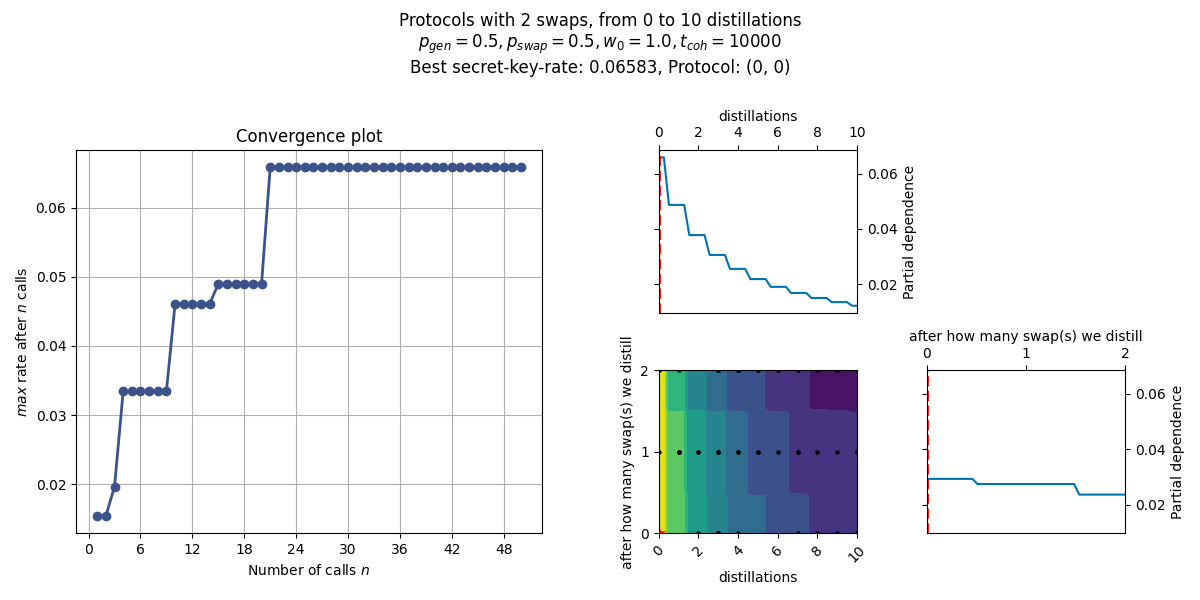 Protocols with 2 swaps, from 0 to 10 distillations
p_gen = 0.5, p_swap = 0.5, w_0 = 1.0, t_coh = 10000
Best secret-key-rate: 0.06583, Protocol: (0, 0)
Convergence plot
max rate after n calls
0.06
0.05
0.04
0.03
0.02
0 6 12 18 24 30 36 42 48
Number of calls n
distillations
0 2 4 6 8 10
0.06
0.04
0.02
Partial dependence
after how many swap(s) we distill
2
1
0
0 2 4 6 8 10
distillations
after how many swap(s) we distill
0 1 2
0.06
0.04
0.02
Partial dependence